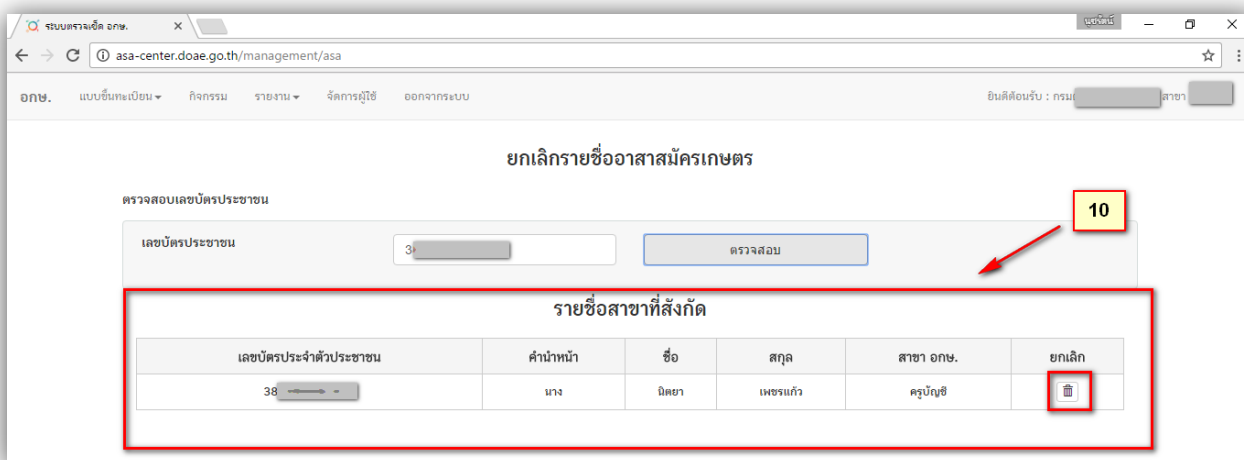 ระบบตรวจเช็ค อกษ.
asa-center.doae.go.th/management/asa
อกษ. แบบขึ้นทะเบียน กิจกรรม รายงาน จัดการผู้ใช้ ออกจากระบบ ยินดีต้อนรับ : กรม สาขา
ยกเลิกรายชื่ออาสาสมัครเกษตร
ตรวจสอบเลขบัตรประชาชน
10
เลขบัตรประชาชน 3 ตรวจสอบ
รายชื่อสาขาที่สังกัด
เลขบัตรประจำตัวประชาชน คำนำหน้า ชื่อ สกุล สาขา อกษ. ยกเลิก
38 นาง นิตยา เพชรแก้ว ครูบัญชี